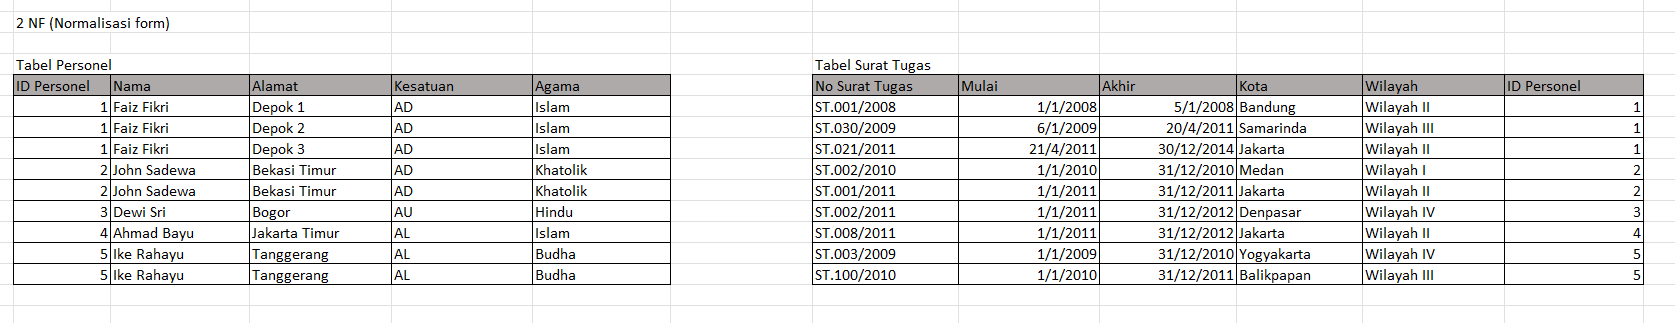 2 NF (Normalisasi form)
Tabel Personel
ID Personel Nama Alamat Kesatuan Agama
1 Faiz Fikri Depok 1 AD Islam
1 Faiz Fikri Depok 2 AD Islam
1 Faiz Fikri Depok 3 AD Islam
2 John Sadewa Bekasi Timur AD Khatolik
2 John Sadewa Bekasi Timur AD Khatolik
3 Dewi Sri Bogor AU Hindu
4 Ahmad Bayu Jakarta Timur AL Islam
5 Ike Rahayu Tanggerang AL Budha
5 Ike Rahayu Tanggerang AL Budha
Tabel Surat Tugas
No Surat Tugas Mulai Akhir Kota Wilayah ID Personel
ST.001/2008 1/1/2008 5/1/2008 Bandung Wilayah II 1
ST.030/2009 6/1/2009 20/4/2011 Samarinda Wilayah III 1
ST.021/2011 21/4/2011 30/12/2014 Jakarta Wilayah II 1
ST.002/2010 1/1/2010 31/12/2010 Medan Wilayah I 2
ST.001/2011 1/1/2011 31/12/2011 Jakarta Wilayah II 2
ST.002/2011 1/1/2011 31/12/2012 Denpasar Wilayah IV 3
ST.008/2011 1/1/2011 31/12/2012 Jakarta Wilayah II 4
ST.003/2009 1/1/2009 31/12/2010 Yogyakarta Wilayah IV 5
ST.100/2010 1/1/2010 31/12/2011 Balikpapan Wilayah III 5